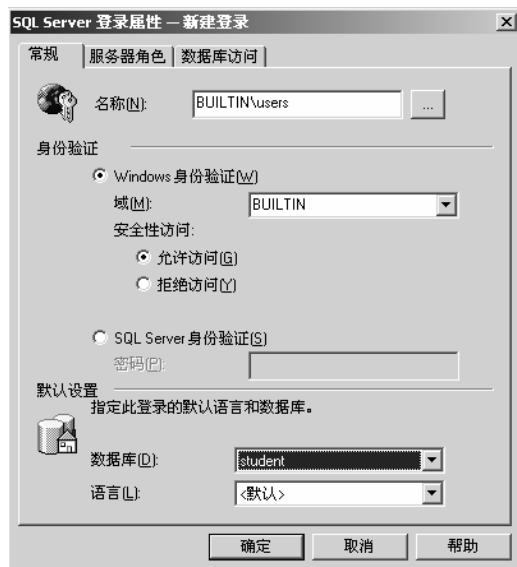 SQL Server 登录属性 — 新建登录
常规 服务器角色 数据库访问
名称(N): BUILTIN\users ...
身份验证
Windows 身份验证(W)
域(M): BUILTIN
安全性访问:
允许访问(G)
拒绝访问(Y)
SQL Server 身份验证(S)
密码(P):
默认设置
指定此登录的默认语言和数据库。
数据库(D): student
语言(L): <默认>
确定 取消 帮助